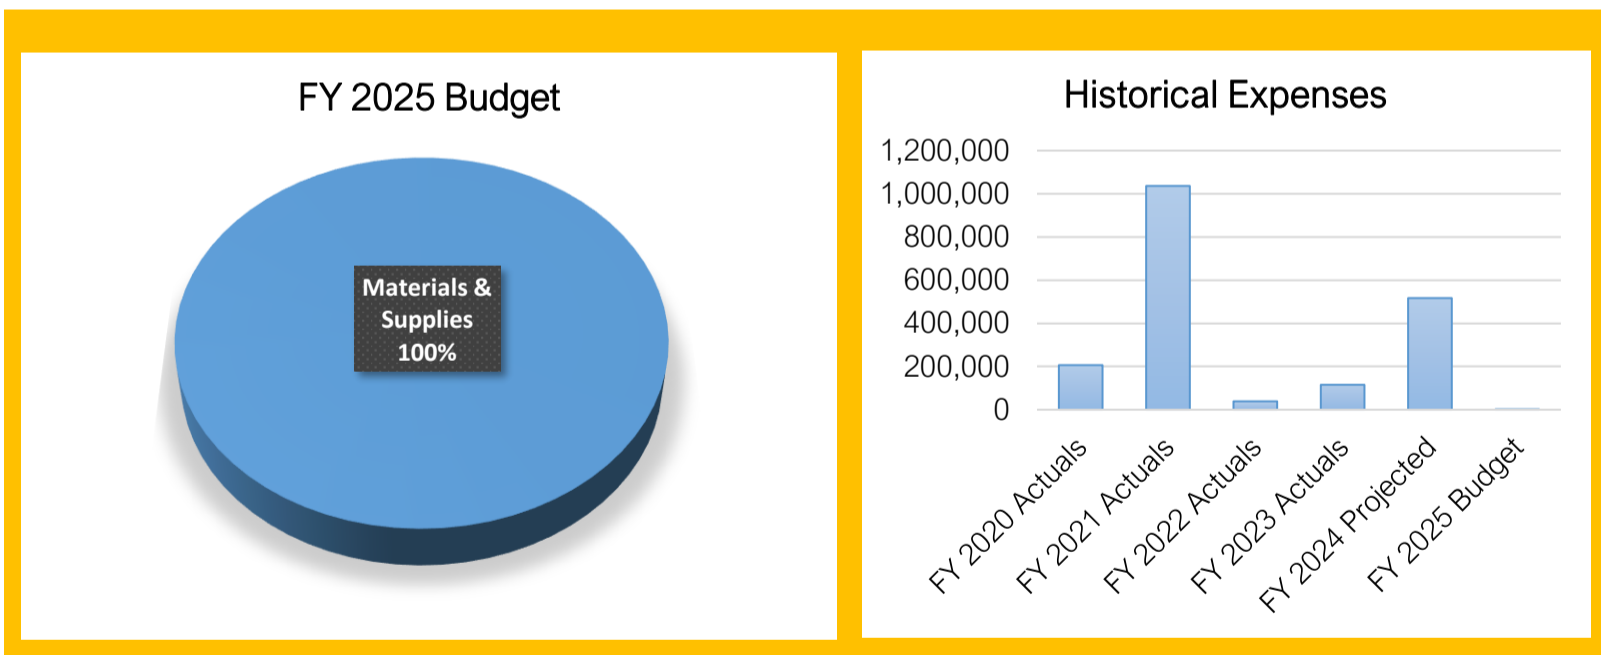 FY 2025 Budget
Materials &
Supplies
100%
Historical Expenses
1,200,000
1,000,000
800,000
600,000
400,000
200,000
0
FY 2020 Actuals
FY 2021 Actuals
FY 2022 Actuals
FY 2023 Actuals
FY 2024 Projected
FY 2025 Budget